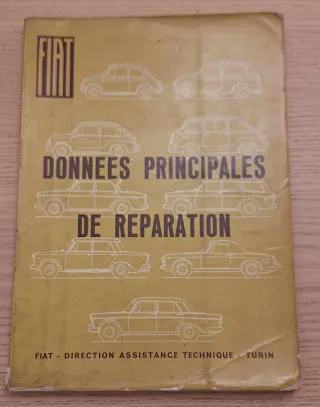 FIAT
DONNEES PRINCIPALES
DE REPARATION
FIAT - DIRECTION ASSISTANCE TECHNIQUE - TURIN